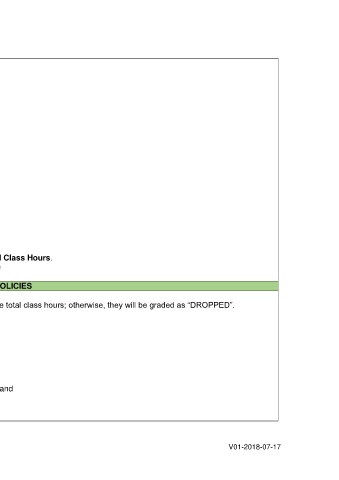 l Class Hours.
OLICIES
e total class hours; otherwise, they will be graded as “DROPPED”.
and
V01-2018-07-17